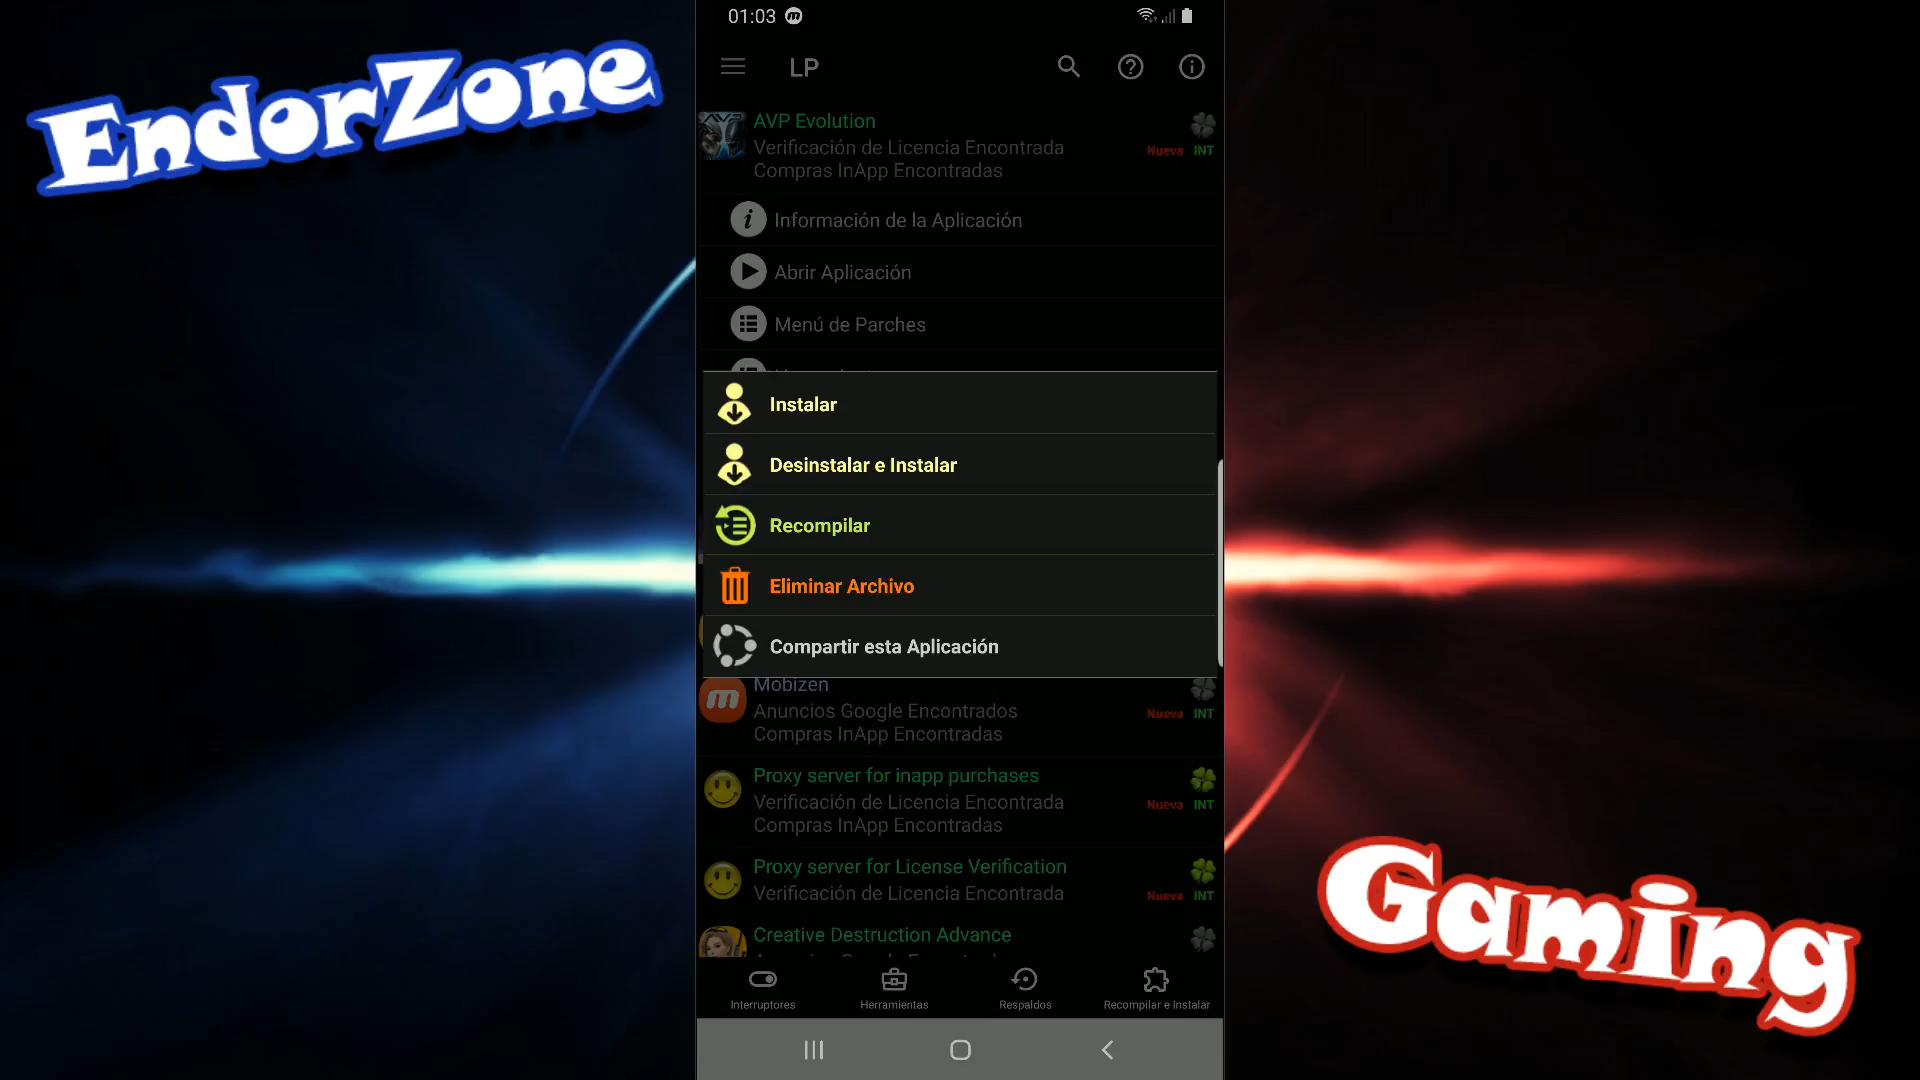 EndorZone
01:03
LP
AVP
AVP Evolution
Verificación de Licencia Encontrada
Nueva INT
Compras InApp Encontradas
Información de la Aplicación
Abrir Aplicación
Menú de Parches
Instalar
Desinstalar e Instalar
Recompilar
Eliminar Archivo
Compartir esta Aplicación
Mobizen
Anuncios Google Encontrados
Nueva INT
Compras InApp Encontradas
Proxy server for inapp purchases
Verificación de Licencia Encontrada
Nueva INT
Compras InApp Encontradas
Proxy server for License Verification
Verificación de Licencia Encontrada
Nueva INT
Creative Destruction Advance
Interruptores
Herramientas
Respaldos
Recompilar e Instalar
Gaming